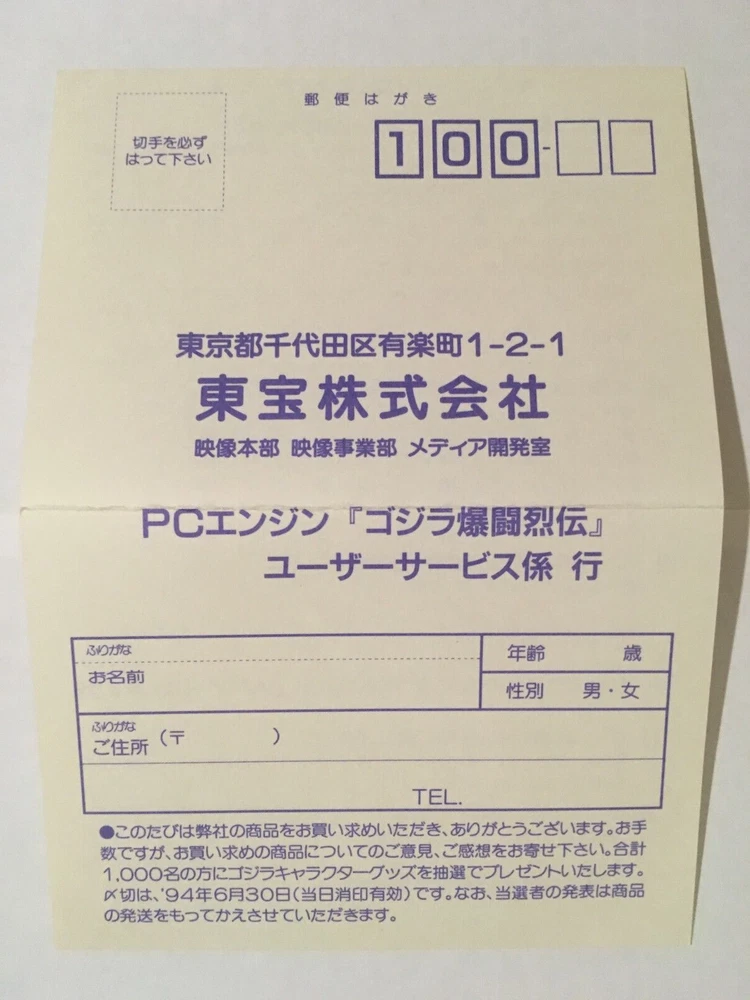 郵便はがき
切手を必ず
はって下さい
100-
東京都千代田区有楽町1-2-1
東宝株式会社
映像本部 映像事業部 メディア開発室
PCエンジン『ゴジラ爆闘烈伝』
ユーザーサービス係 行
ふりがな
お名前
年齢 歳
性別 男・女
ふりがな
ご住所 (〒 )
TEL.
●このたびは弊社の商品をお買い求めいただき、ありがとうございます。お手
数ですが、お買い求めの商品についてのご意見、ご感想をお寄せ下さい。合計
1,000名の方にゴジラキャラクターグッズを抽選でプレゼントいたします。
〆切は、'94年6月30日(当日消印有効)です。なお、当選者の発表は商品
の発送をもってかえさせていただきます。